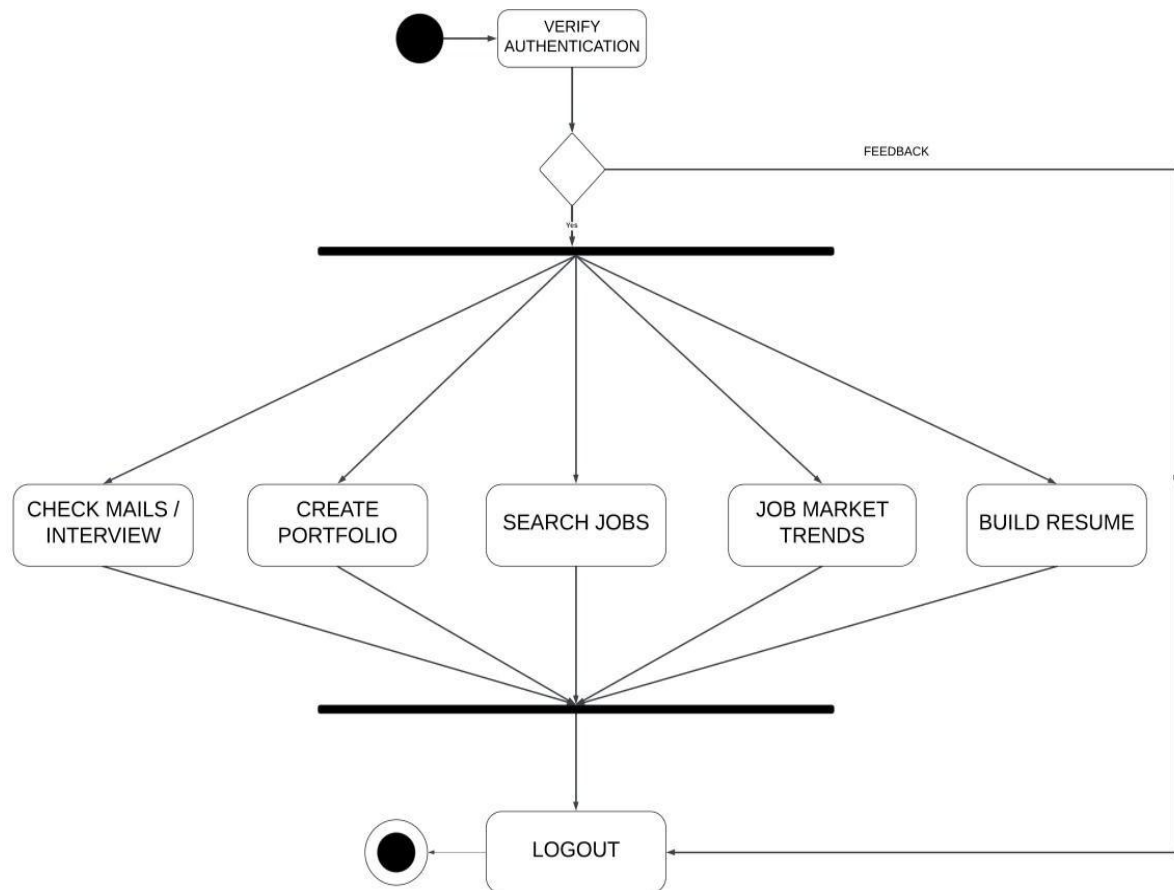 VERIFY
AUTHENTICATION
FEEDBACK
Yes
CHECK MAILS /
INTERVIEW
CREATE
PORTFOLIO
SEARCH JOBS
JOB MARKET
TRENDS
BUILD RESUME
LOGOUT